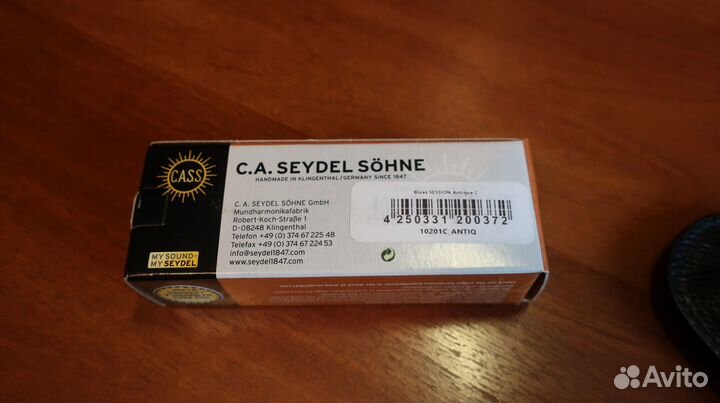 CASS
C.A. SEYDEL SÖHNE
HANDMADE IN KLINGENTHAL/GERMANY SINCE 1847
C. A. SEYDEL SÖHNE GmbH
Mundharmonikafabrik
Robert-Koch-Straße 1
D-08248 Klingenthal
Telefon +49 (0) 374 67 225 48
Telefax +49 (0) 374 67 224 53
info@seydel1847.com
www.seydel1847.com
Blues SESSION Antique C
4 250331 200372
10201C ANTIQ
MY SOUND-
MY SEYDEL
Avito